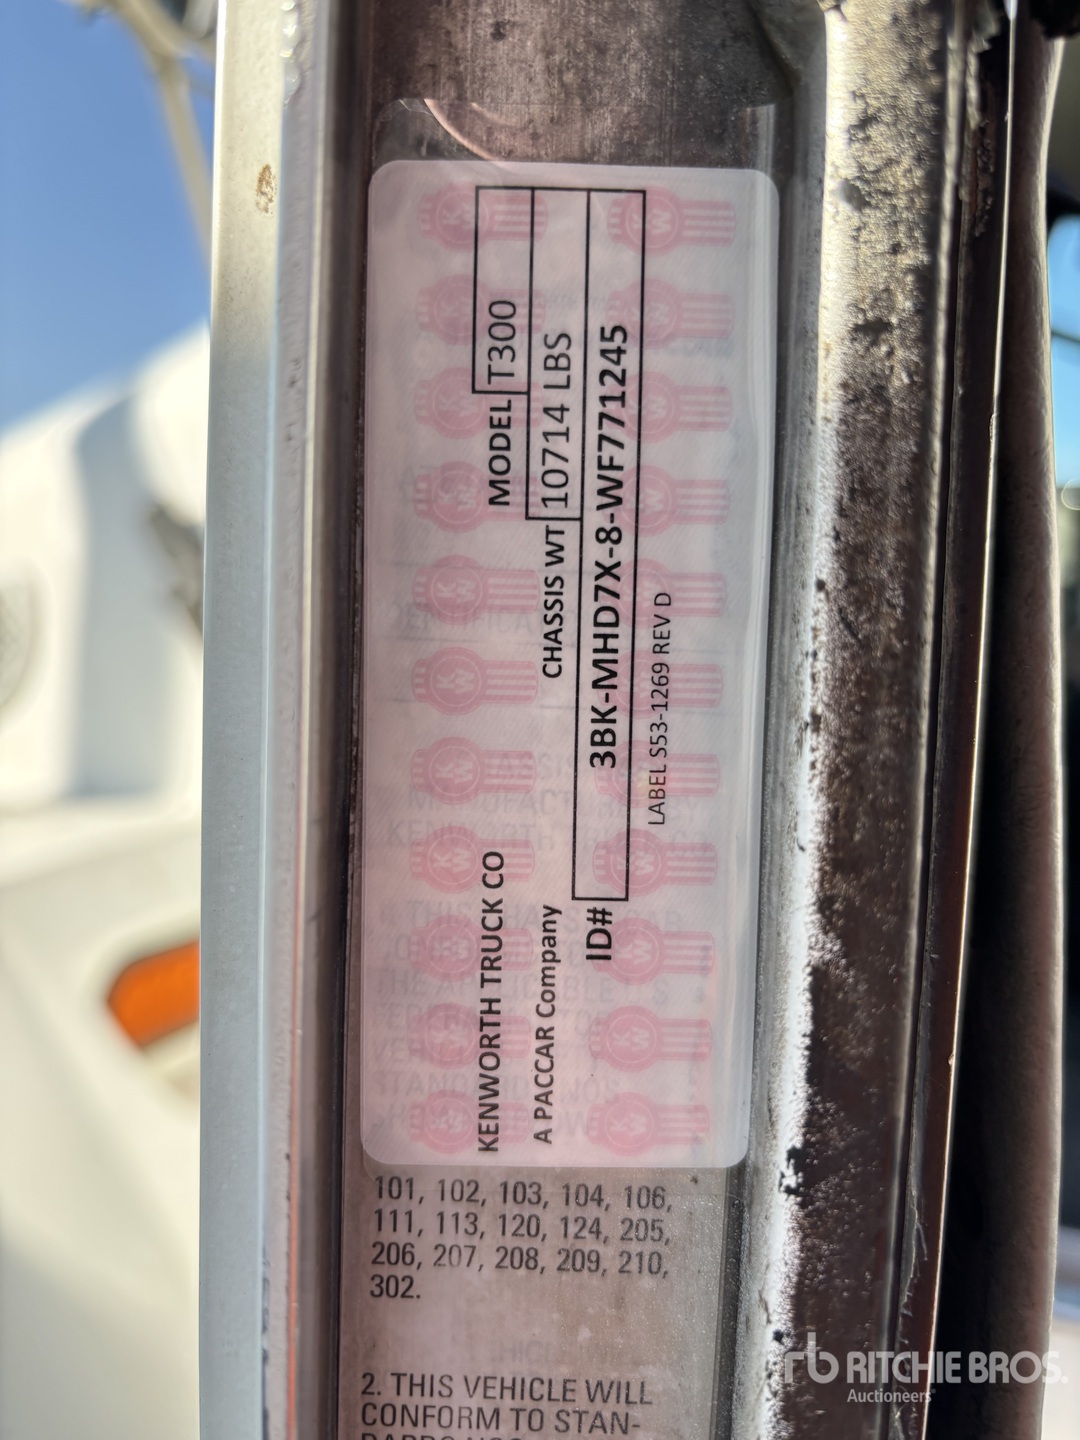 KENWORTH TRUCK CO
A PACCAR Company
MODEL T300
CHASSIS WT 10714 LBS
ID# 3BK-MHD7X-8-WF771245
LABEL S53-1269 REV D
101, 102, 103, 104, 106,
111, 113, 120, 124, 205,
206, 207, 208, 209, 210,
302.
2. THIS VEHICLE WILL
CONFORM TO STAN-
rb RITCHIE BROS.
Auctioneers